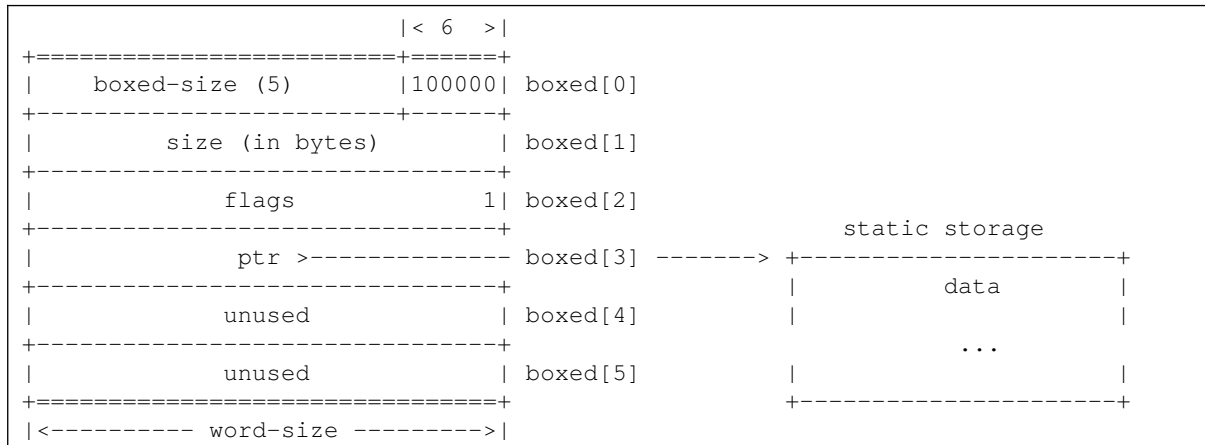 |< 6  >|
+=========================+======+
|    boxed-size (5)       |100000| boxed[0]
+-------------------------+------+
|         size (in bytes)        | boxed[1]
+--------------------------------+
|             flags             1| boxed[2]
+--------------------------------+                       static storage
|              ptr >-------------- boxed[3] -------> +----------------------+
+--------------------------------+                   |          data        |
|             unused             | boxed[4]          |                      |
+--------------------------------+                              ...
|             unused             | boxed[5]          |                      |
+================================+                   +----------------------+
|<---------- word-size --------->|